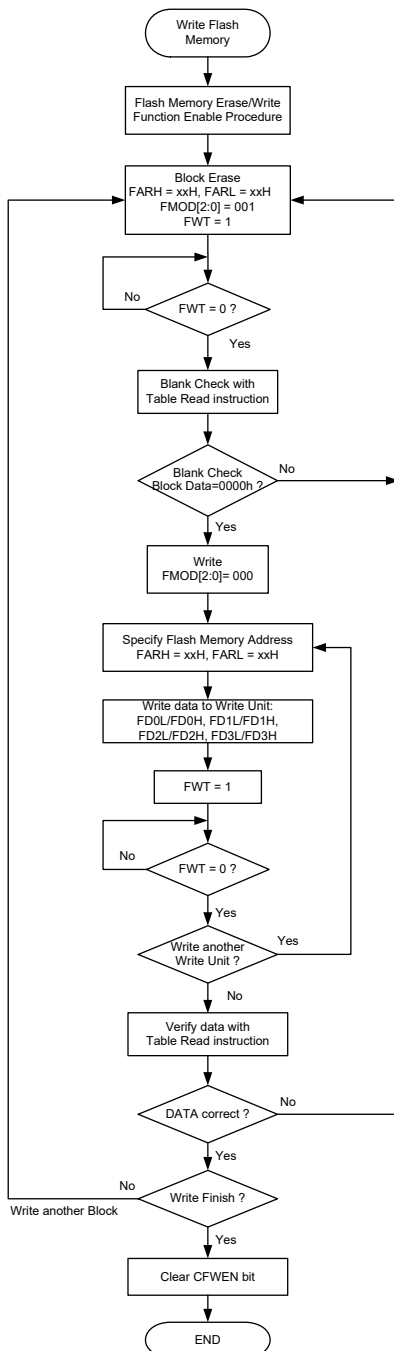 Write Flash
Memory
Flash Memory Erase/Write
Function Enable Procedure
Block Erase
FARH = xxH, FARL = xxH
FMOD[2:0] = 001
FWT = 1
No
FWT = 0 ?
Yes
Blank Check with
Table Read instruction
Blank Check
Block Data=0000h ?
No
Yes
Write
FMOD[2:0]= 000
Specify Flash Memory Address
FARH = xxH, FARL = xxH
Write data to Write Unit:
FD0L/FD0H, FD1L/FD1H,
FD2L/FD2H, FD3L/FD3H
FWT = 1
No
FWT = 0 ?
Yes
Write another
Write Unit ?
Yes
No
Verify data with
Table Read instruction
DATA correct ?
No
Yes
No
Write Finish ?
Write another Block
Yes
Clear CFWEN bit
END